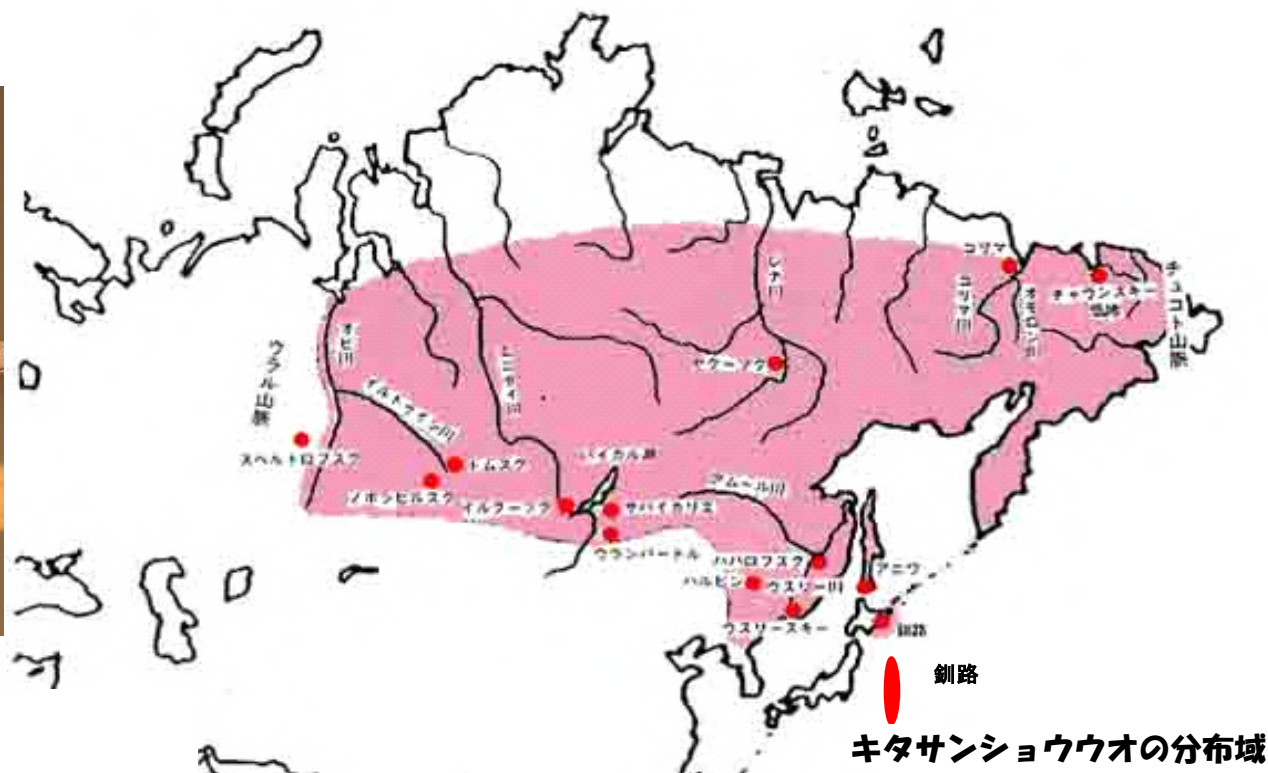 コリマ
レナ川
コリマ川
オモロン川
チャウンスキー
低地
チュコト山脈
オビ川
ウラル山脈
エニセイ川
ヤクーツク
イルトゥイシ川
スベルトロフスク
トムスク
ノボシビルスク
バイカル湖
イルクーツク
ザバイカリエ
アムール川
ウランバートル
ハバロフスク
ハルビン
ウスリー川
アニワ
ウスリースキー
釧路
釧路
キタサンショウウオの分布域